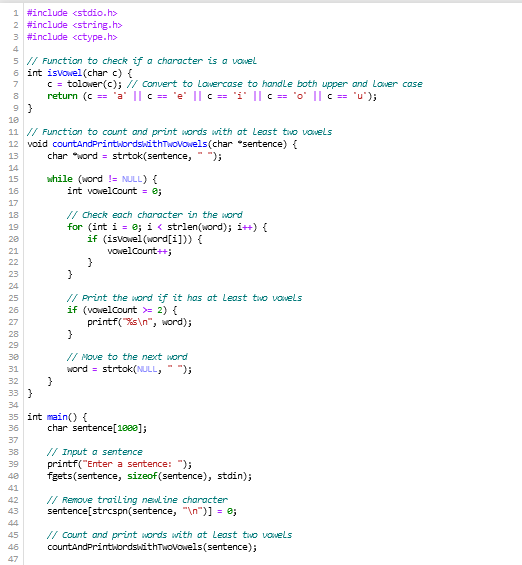 1 #include <stdio.h>
2 #include <string.h>
3 #include <ctype.h>
4
5 // Function to check if a character is a vowel
6 int isVowel(char c) {
7     c = tolower(c); // Convert to lowercase to handle both upper and lower case
8     return (c == 'a' || c == 'e' || c == 'i' || c == 'o' || c == 'u');
9 }
10
11 // Function to count and print words with at least two vowels
12 void countAndPrintWordsWithTwoVowels(char *sentence) {
13     char *word = strtok(sentence, " ");
14
15     while (word != NULL) {
16         int vowelCount = 0;
17
18         // Check each character in the word
19         for (int i = 0; i < strlen(word); i++) {
20             if (isVowel(word[i])) {
21                 vowelCount++;
22             }
23         }
24
25         // Print the word if it has at least two vowels
26         if (vowelCount >= 2) {
27             printf("%s\n", word);
28         }
29
30         // Move to the next word
31         word = strtok(NULL, " ");
32     }
33 }
34
35 int main() {
36     char sentence[1000];
37
38     // Input a sentence
39     printf("Enter a sentence: ");
40     fgets(sentence, sizeof(sentence), stdin);
41
42     // Remove trailing newline character
43     sentence[strcspn(sentence, "\n")] = 0;
44
45     // Count and print words with at least two vowels
46     countAndPrintWordsWithTwoVowels(sentence);
47